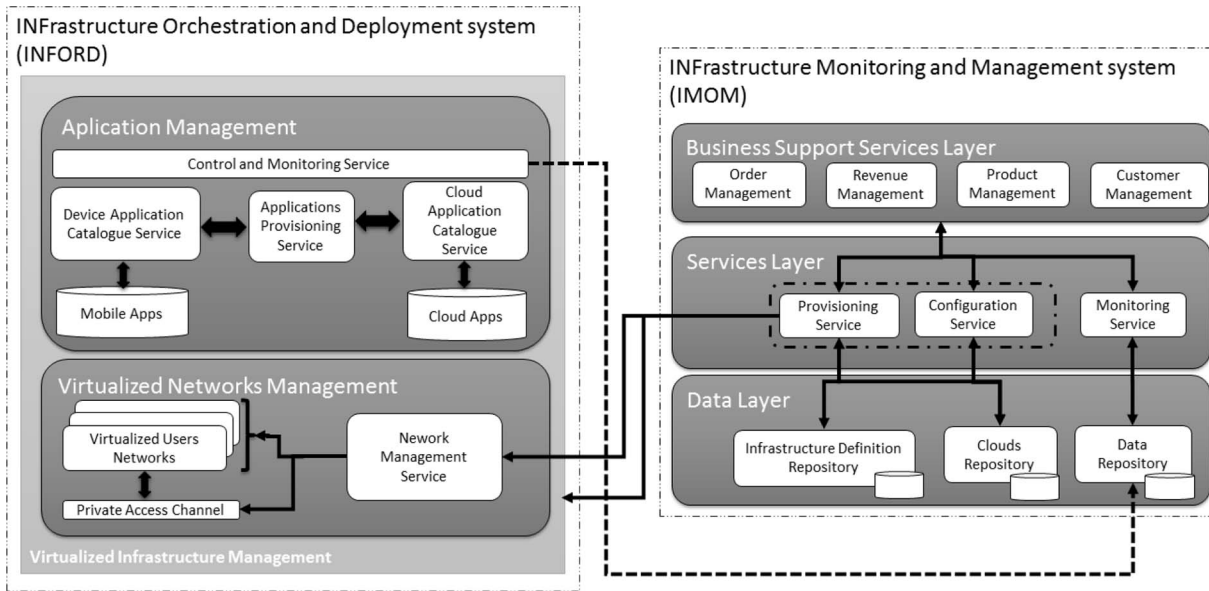 INFrastructure Orchestration and Deployment system
(INFORD)
Aplication Management
Control and Monitoring Service
Device Application
Catalogue Service
Applications
Provisioning
Service
Cloud
Application
Catalogue
Service
Mobile Apps
Cloud Apps
Virtualized Networks Management
Virtualized Users
Networks
Private Access Channel
Nework
Management
Service
Virtualized Infrastructure Management
INFrastructure Monitoring and Management system
(IMOM)
Business Support Services Layer
Order
Management
Revenue
Management
Product
Management
Customer
Management
Services Layer
Provisioning
Service
Configuration
Service
Monitoring
Service
Data Layer
Infrastructure Definition
Repository
Clouds
Repository
Data
Repository